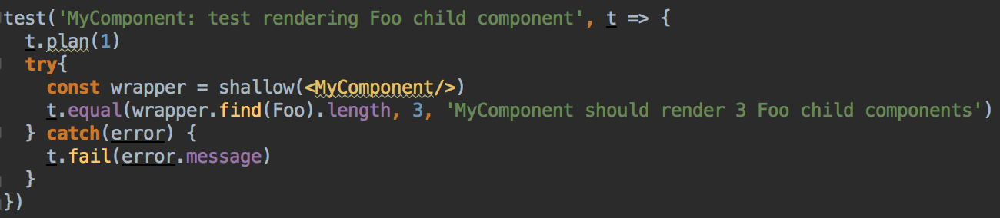 test('MyComponent: test rendering Foo child component', t => {
  t.plan(1)
  try{
    const wrapper = shallow(<MyComponent/>)
    t.equal(wrapper.find(Foo).length, 3, 'MyComponent should render 3 Foo child components')
  } catch(error) {
    t.fail(error.message)
  }
})